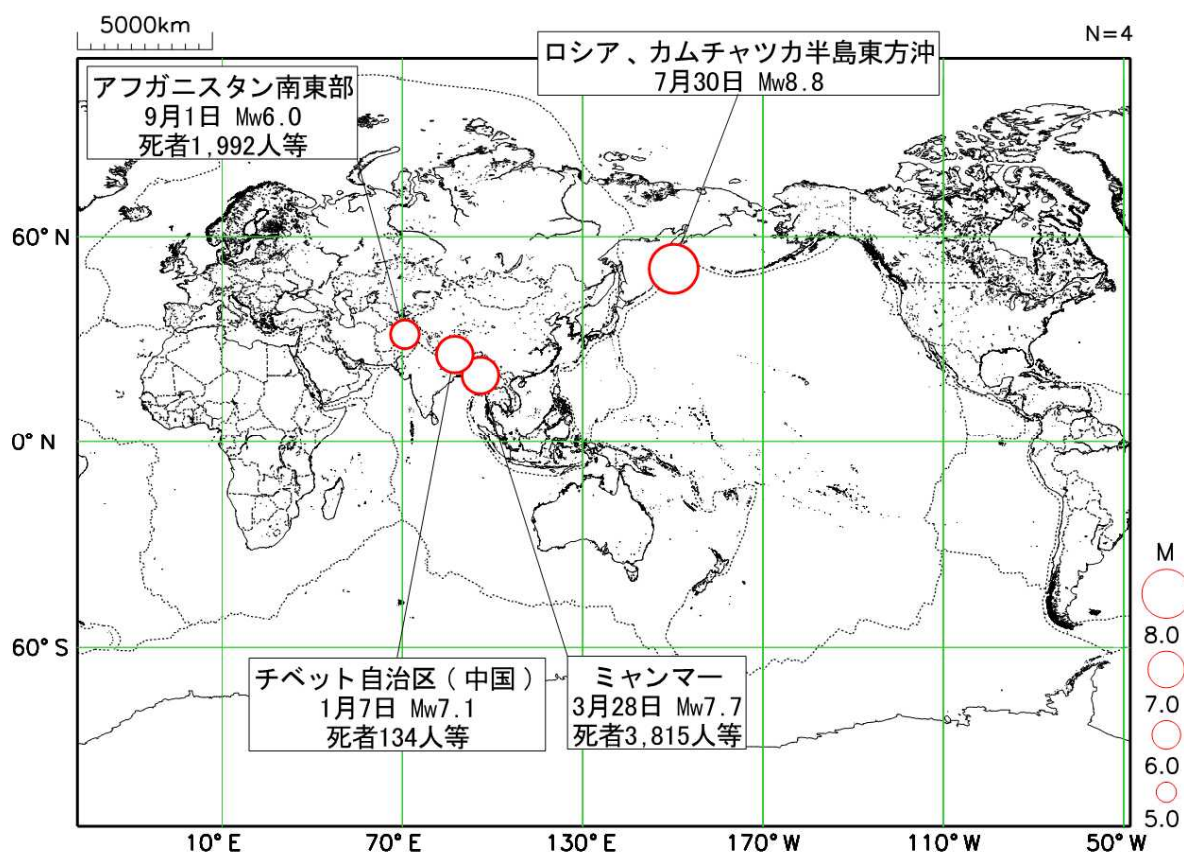 5000km
N=4
ロシア、カムチャツカ半島東方沖
7月30日 Mw8.8
アフガニスタン南東部
9月1日 Mw6.0
死者1,992人等
60°N
0°N
60°S
チベット自治区(中国)
1月7日 Mw7.1
死者134人等
ミャンマー
3月28日 Mw7.7
死者3,815人等
M
8.0
7.0
6.0
5.0
10°E
70°E
130°E
170°W
110°W
50°W